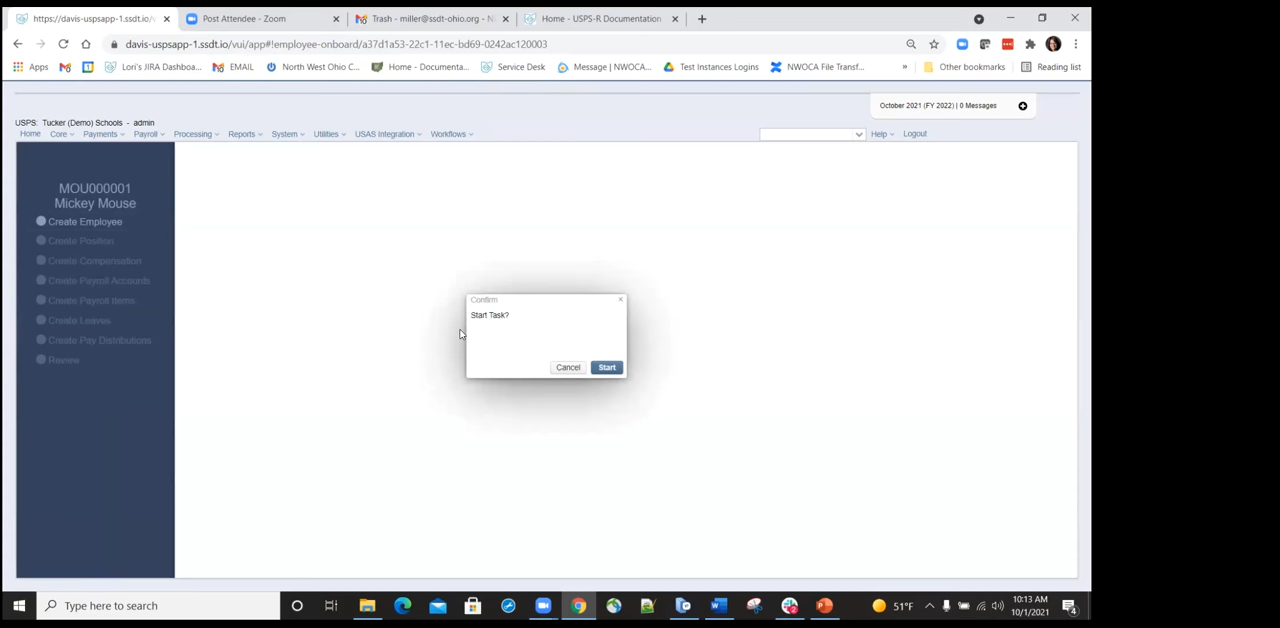 https://davis-uspsapp-1.ssdt.io/v
Post Attendee - Zoom
Trash - miller@ssdt-ohio.org - N
Home - USPS-R Documentation
davis-uspsapp-1.ssdt.io/vui/app#!employee-onboard/a37d1a53-22c1-11ec-bd69-0242ac120003
Apps
Lori's JIRA Dashboa...
EMAIL
North West Ohio C...
Home - Documenta...
Service Desk
Message | NWOCA...
Test Instances Logins
NWOCA File Transf...
»
Other bookmarks
Reading list
October 2021 (FY 2022) | 0 Messages
USPS: Tucker (Demo) Schools - admin
Home
Core
Payments
Payroll
Processing
Reports
System
Utilities
USAS Integration
Workflows
Help
Logout
MOU000001
Mickey Mouse
Create Employee
Create Position
Create Compensation
Create Payroll Accounts
Create Payroll Items
Create Leaves
Create Pay Distributions
Review
Confirm
Start Task?
Cancel
Start
Type here to search
51°F
10:13 AM
10/1/2021
4